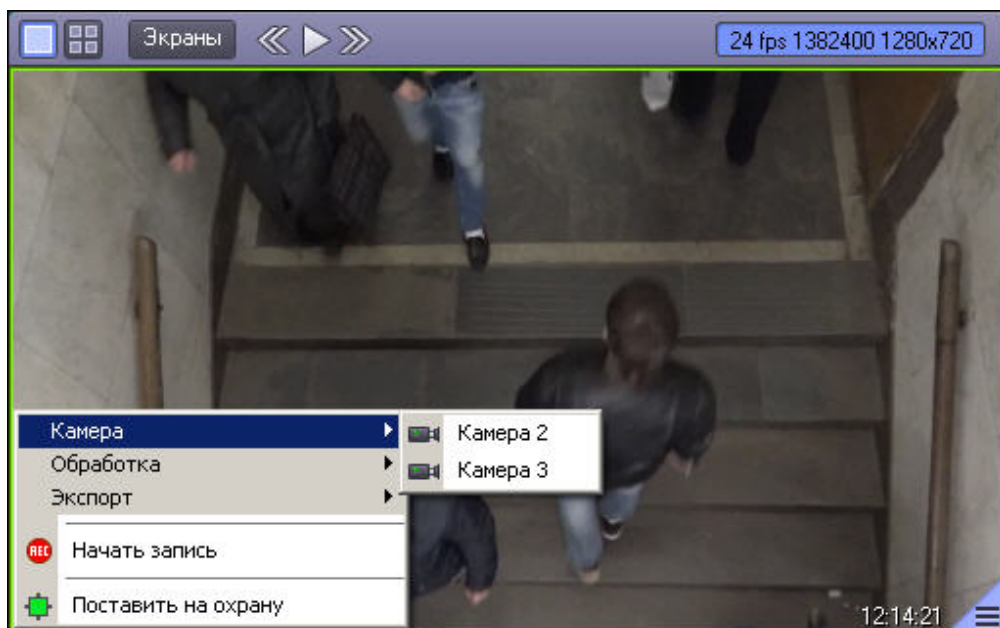 Экраны
24 fps 1382400 1280x720
Камера
Камера 2
Обработка
Камера 3
Экспорт
REC
Начать запись
Поставить на охрану
12:14:21